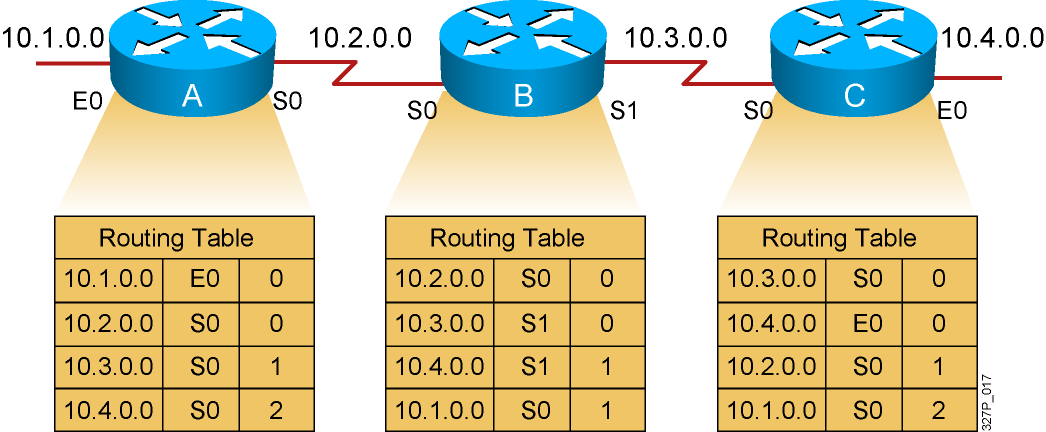 10.1.0.0 10.2.0.0 10.3.0.0 10.4.0.0
A B C
E0 S0 S0 S1 S0 E0
Routing Table
10.1.0.0 E0 0
10.2.0.0 S0 0
10.3.0.0 S0 1
10.4.0.0 S0 2
Routing Table
10.2.0.0 S0 0
10.3.0.0 S1 0
10.4.0.0 S1 1
10.1.0.0 S0 1
Routing Table
10.3.0.0 S0 0
10.4.0.0 E0 0
10.2.0.0 S0 1
10.1.0.0 S0 2
327P_017